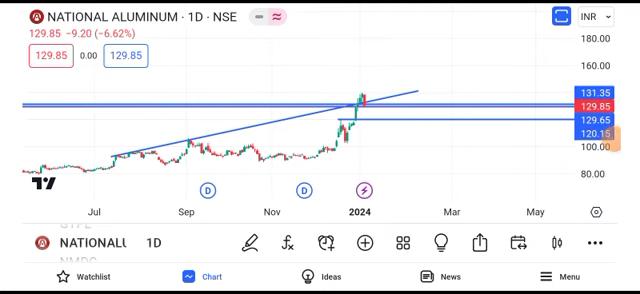 NATIONAL ALUMINUM · 1D · NSE
INR
129.85 −9.20 (−6.62%)
129.85 0.00 129.85
180.00
160.00
131.35
129.85
129.65
120.15
100.00
80.00
D D
Jul Sep Nov 2024 Mar May
NATIONALU 1D
NMDC
Watchlist Chart Ideas News Menu